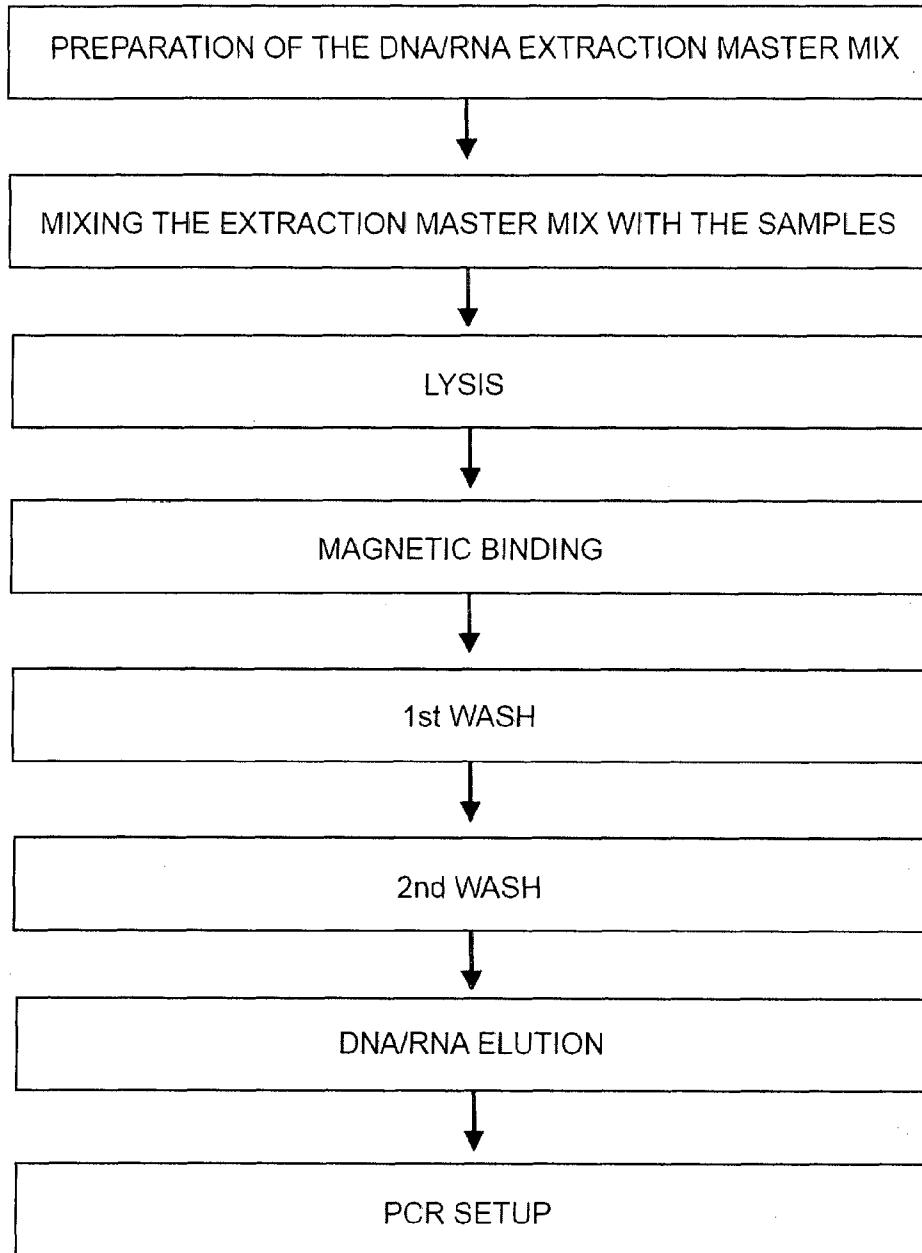 PREPARATION OF THE DNA/RNA EXTRACTION MASTER MIX
MIXING THE EXTRACTION MASTER MIX WITH THE SAMPLES
LYSIS
MAGNETIC BINDING
1st WASH
2nd WASH
DNA/RNA ELUTION
PCR SETUP